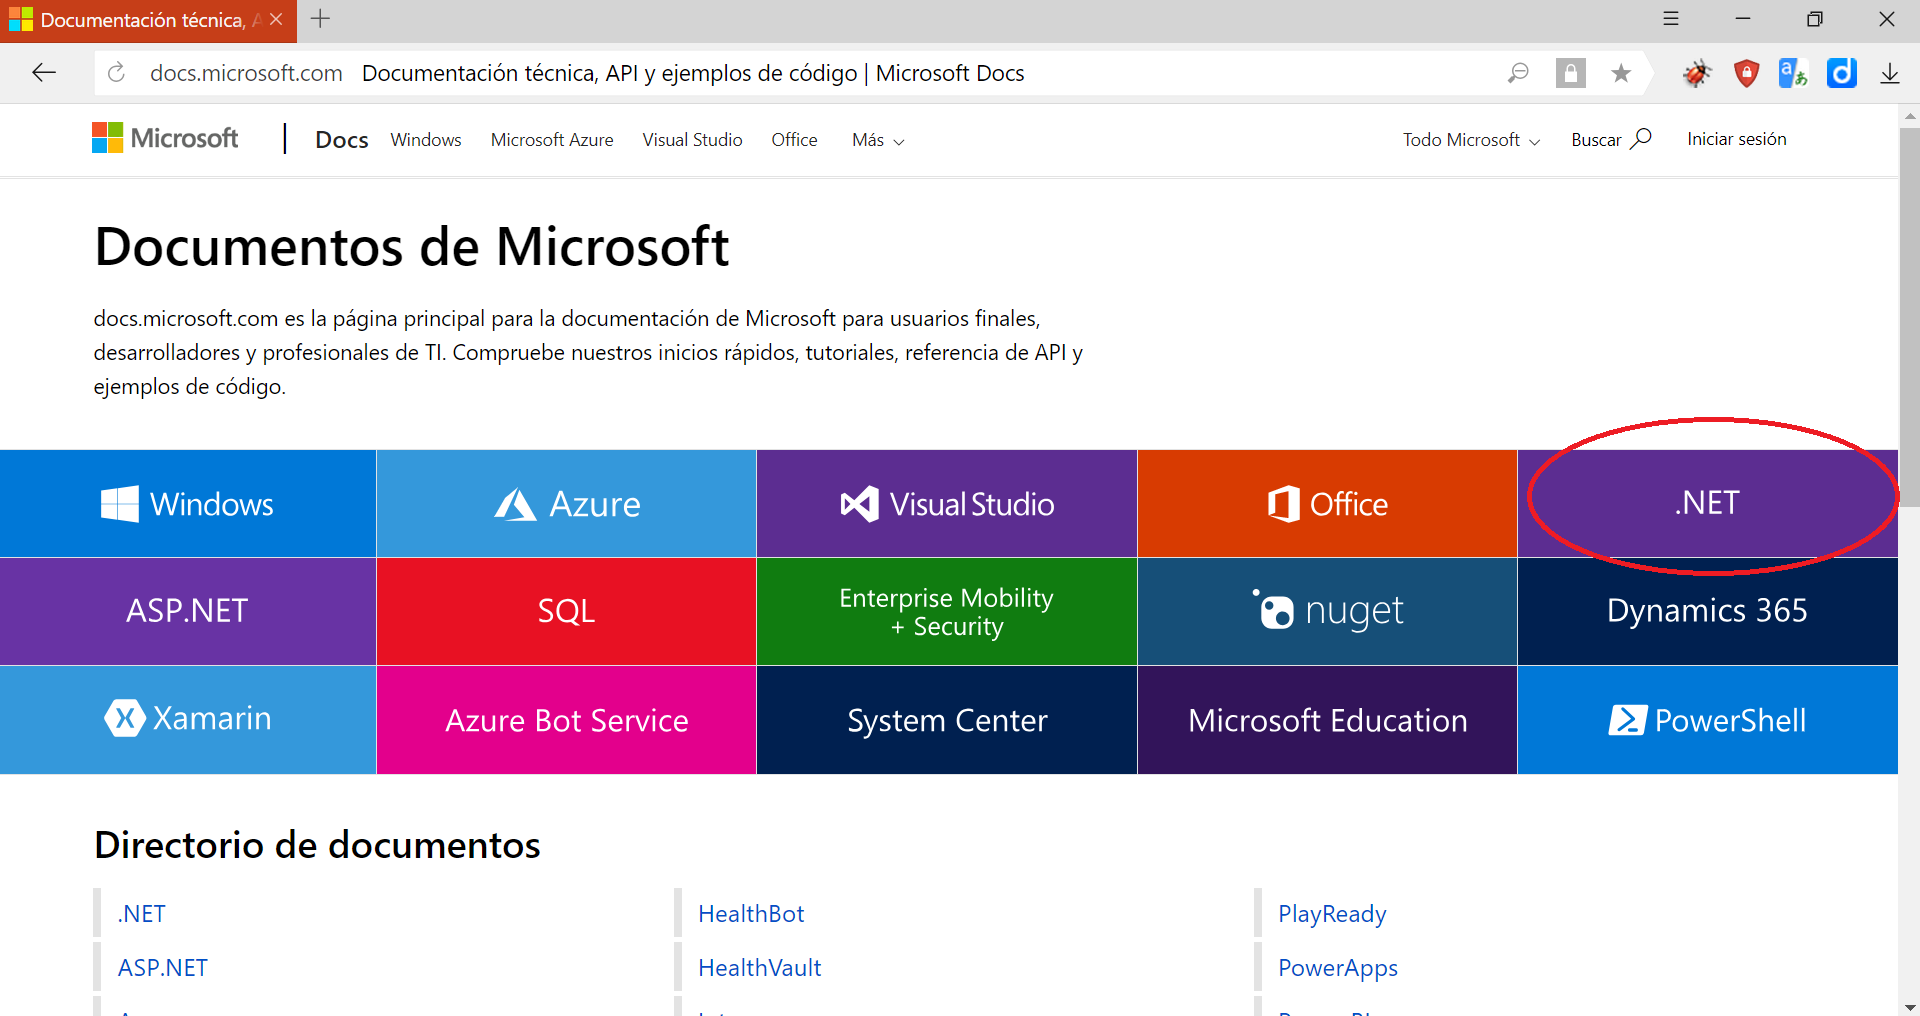 Documentación técnica, A
docs.microsoft.com Documentación técnica, API y ejemplos de código | Microsoft Docs
Microsoft | Docs Windows Microsoft Azure Visual Studio Office Más Todo Microsoft Buscar Iniciar sesión
Documentos de Microsoft
docs.microsoft.com es la página principal para la documentación de Microsoft para usuarios finales,
desarrolladores y profesionales de TI. Compruebe nuestros inicios rápidos, tutoriales, referencia de API y
ejemplos de código.
Windows Azure Visual Studio Office .NET
ASP.NET SQL Enterprise Mobility
+ Security nuget Dynamics 365
Xamarin Azure Bot Service System Center Microsoft Education PowerShell
Directorio de documentos
.NET HealthBot PlayReady
ASP.NET HealthVault PowerApps